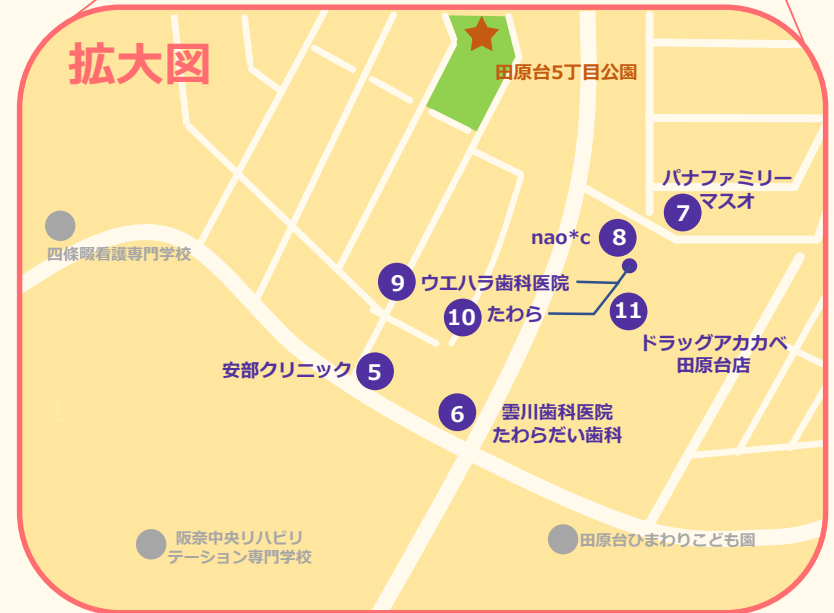 拡大図
田原台5丁目公園
パナファミリー
マスオ
7
nao*c
8
四條畷看護専門学校
9
ウエハラ歯科医院
10
たわら
11
ドラッグアカカベ
田原台店
安部クリニック
5
6
雲川歯科医院
たわらだい歯科
阪奈中央リハビリ
テーション専門学校
田原台ひまわりこども園